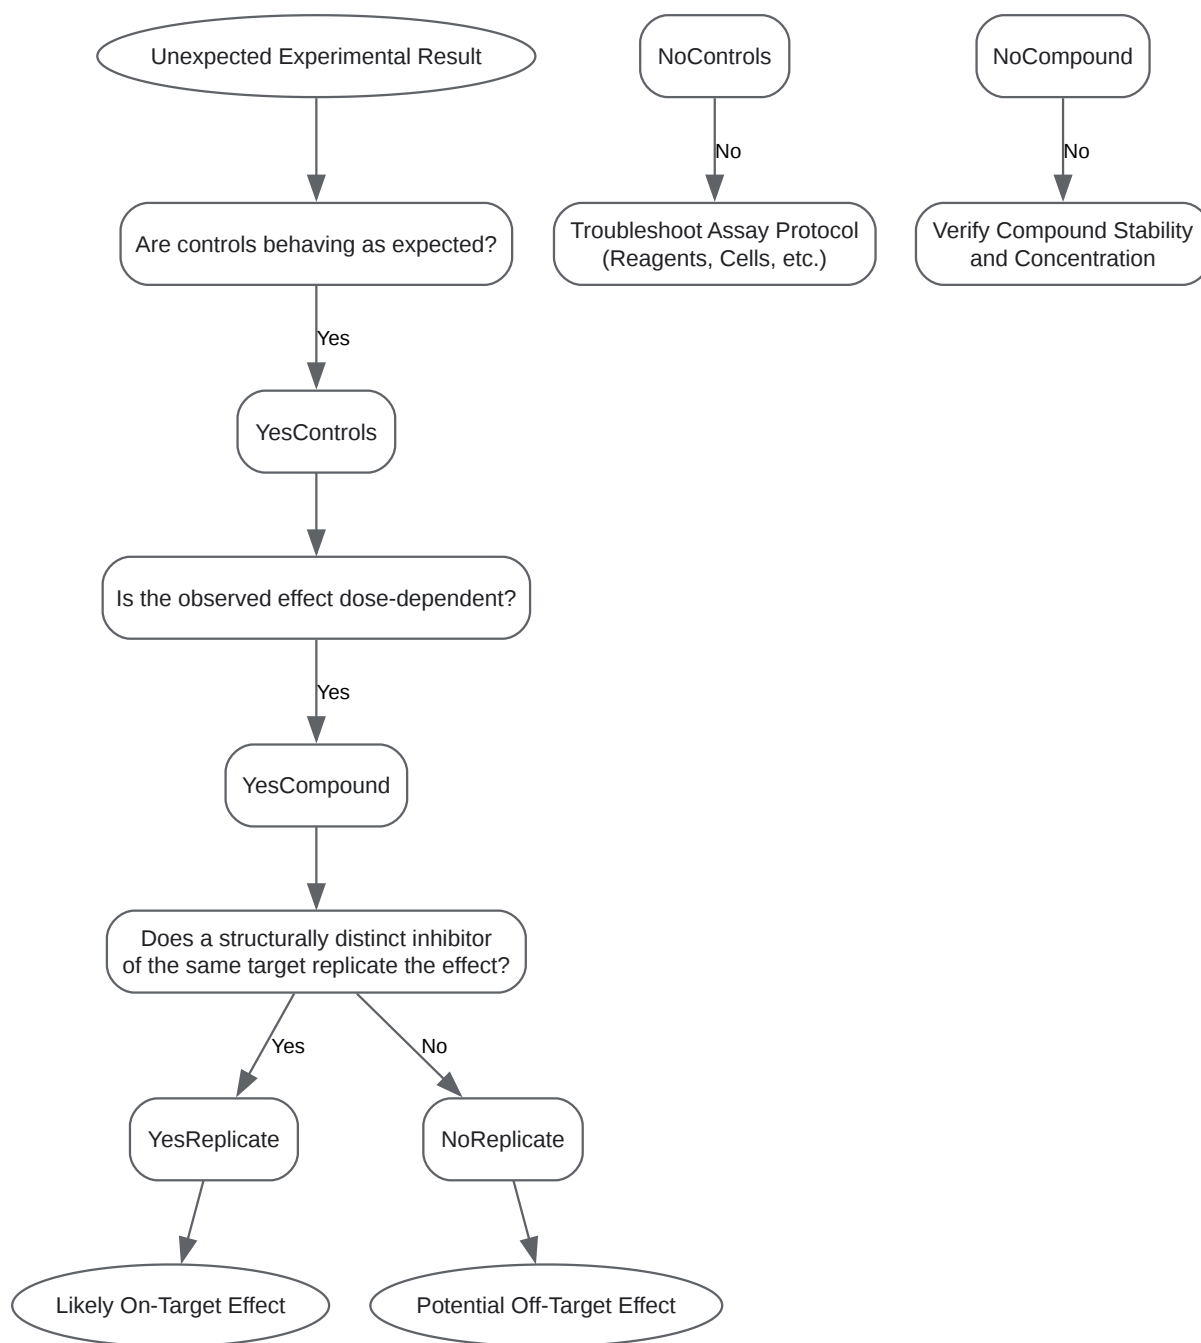 Unexpected Experimental Result
NoControls
NoCompound
No
No
Are controls behaving as expected?
Troubleshoot Assay Protocol
(Reagents, Cells, etc.)
Verify Compound Stability
and Concentration
Yes
YesControls
Is the observed effect dose-dependent?
Yes
YesCompound
Does a structurally distinct inhibitor
of the same target replicate the effect?
Yes
No
YesReplicate
NoReplicate
Likely On-Target Effect
Potential Off-Target Effect